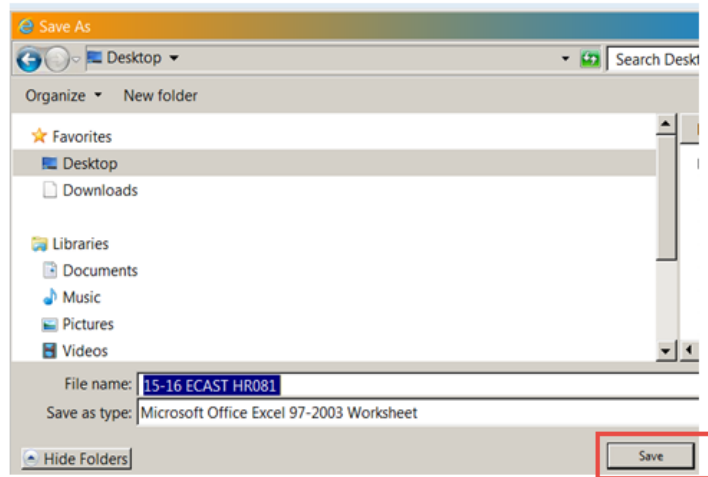 Save As
Desktop
Search Deskt
Organize New folder
Favorites
Desktop
Downloads
Libraries
Documents
Music
Pictures
Videos
File name: 15-16 ECAST HR081
Save as type: Microsoft Office Excel 97-2003 Worksheet
Hide Folders Save